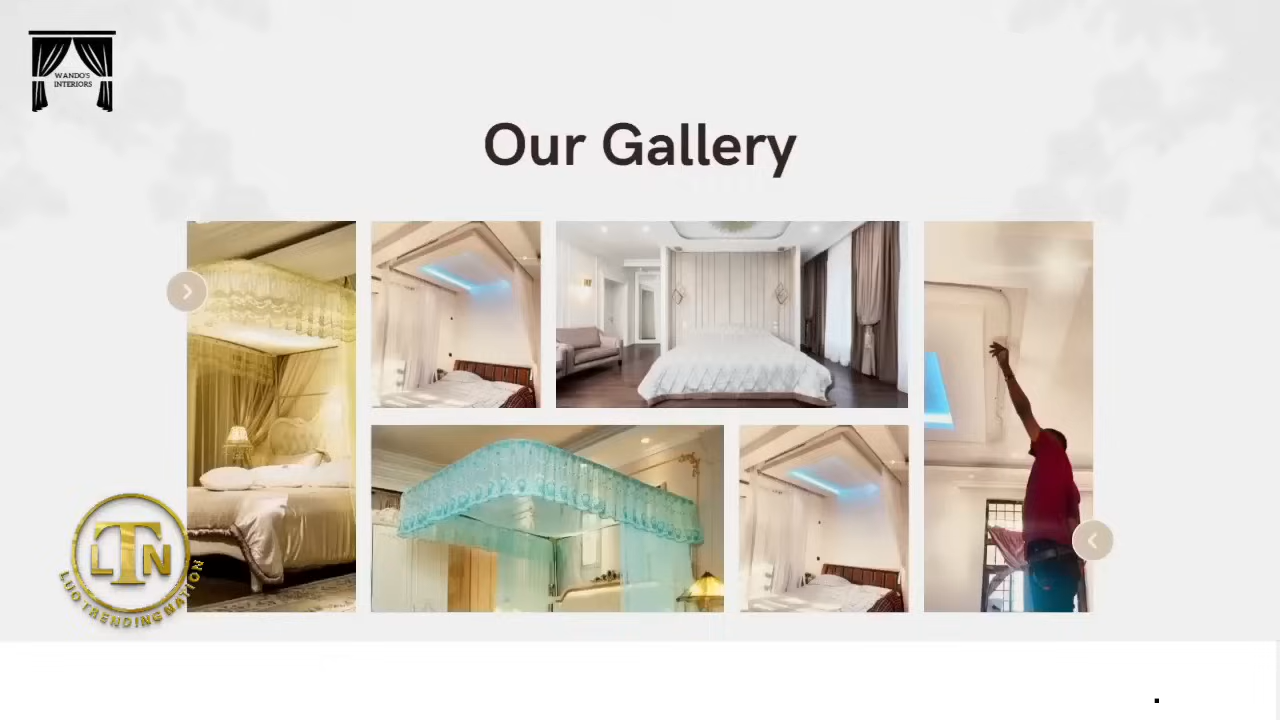 WANDO'S
INTERIORS
Our Gallery
LTN
LUO TRENDING NATION